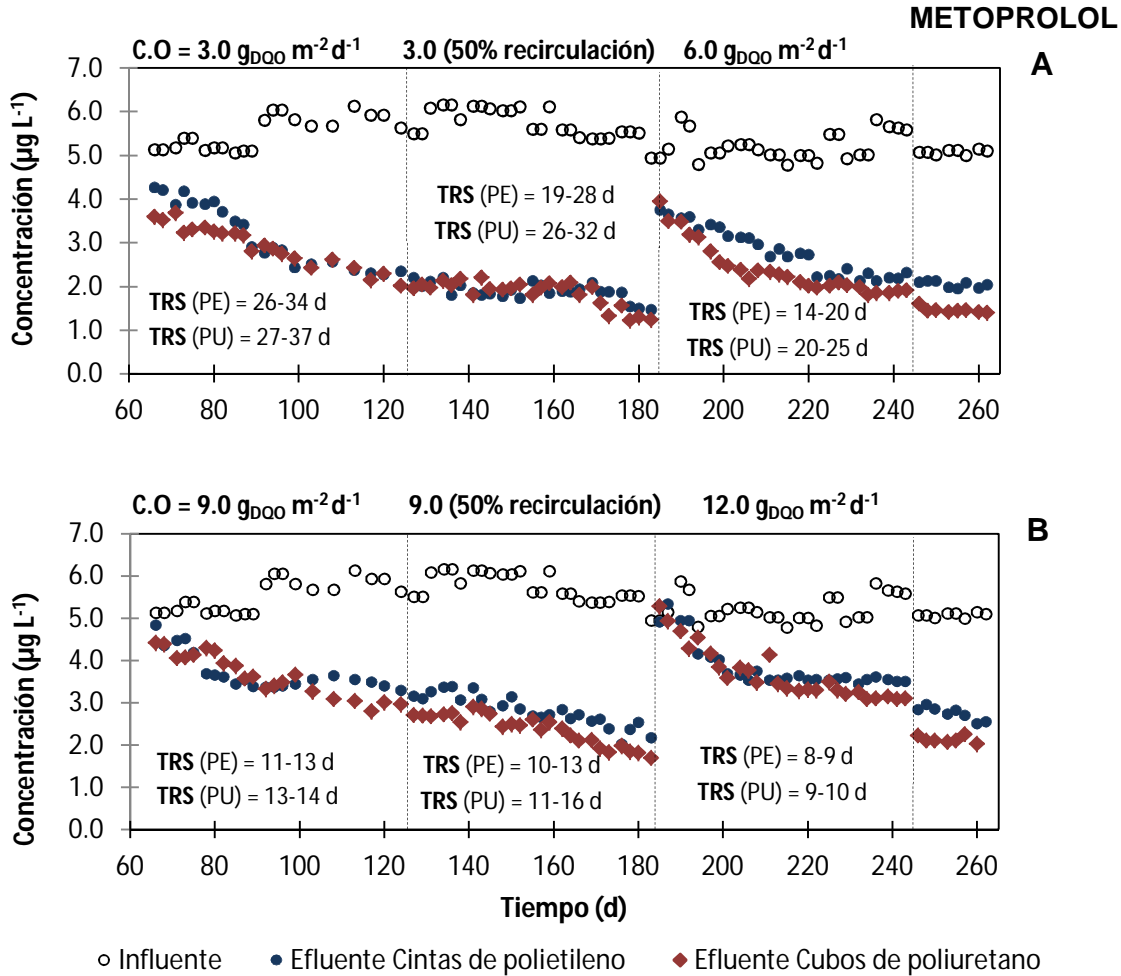 METOPROLOL
A
C.O = 3.0 gDQO m-2 d-1 3.0 (50% recirculación) 6.0 gDQO m-2 d-1
Concentración (µg L-1)
7.0
6.0
5.0
4.0
3.0
2.0
1.0
0.0
TRS (PE) = 19-28 d
TRS (PU) = 26-32 d
TRS (PE) = 26-34 d
TRS (PU) = 27-37 d
TRS (PE) = 14-20 d
TRS (PU) = 20-25 d
60 80 100 120 140 160 180 200 220 240 260
B
C.O = 9.0 gDQO m-2 d-1 9.0 (50% recirculación) 12.0 gDQO m-2 d-1
Concentración (µg L-1)
7.0
6.0
5.0
4.0
3.0
2.0
1.0
0.0
TRS (PE) = 11-13 d
TRS (PU) = 13-14 d
TRS (PE) = 10-13 d
TRS (PU) = 11-16 d
TRS (PE) = 8-9 d
TRS (PU) = 9-10 d
60 80 100 120 140 160 180 200 220 240 260
Tiempo (d)
Influente Efluente Cintas de polietileno Efluente Cubos de poliuretano